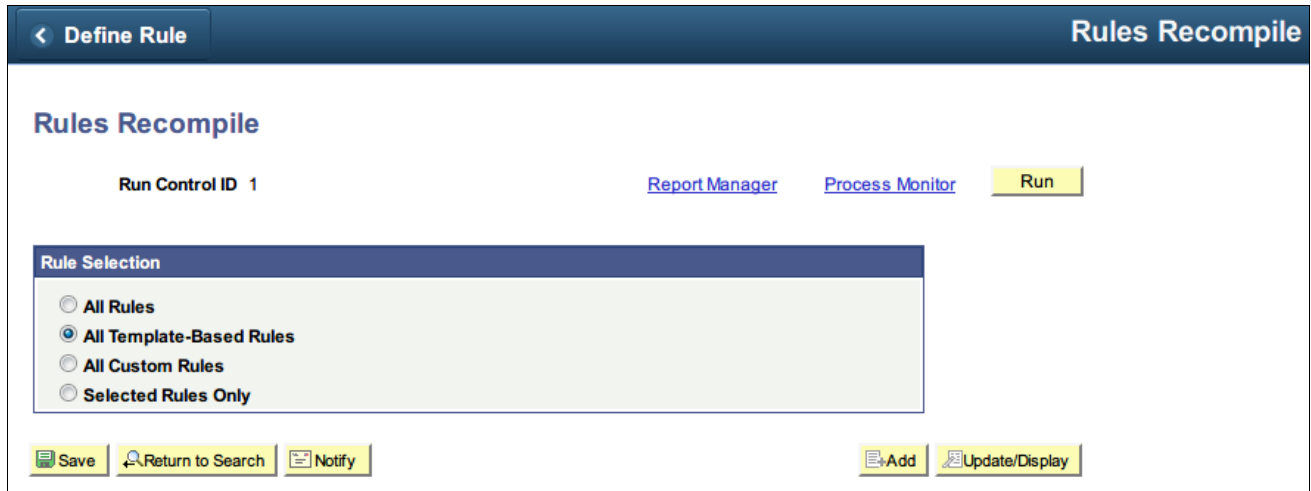 Define Rule Rules Recompile
Rules Recompile
Run Control ID 1 Report Manager Process Monitor Run
Rule Selection
All Rules
All Template-Based Rules
All Custom Rules
Selected Rules Only
Save Return to Search Notify Add Update/Display